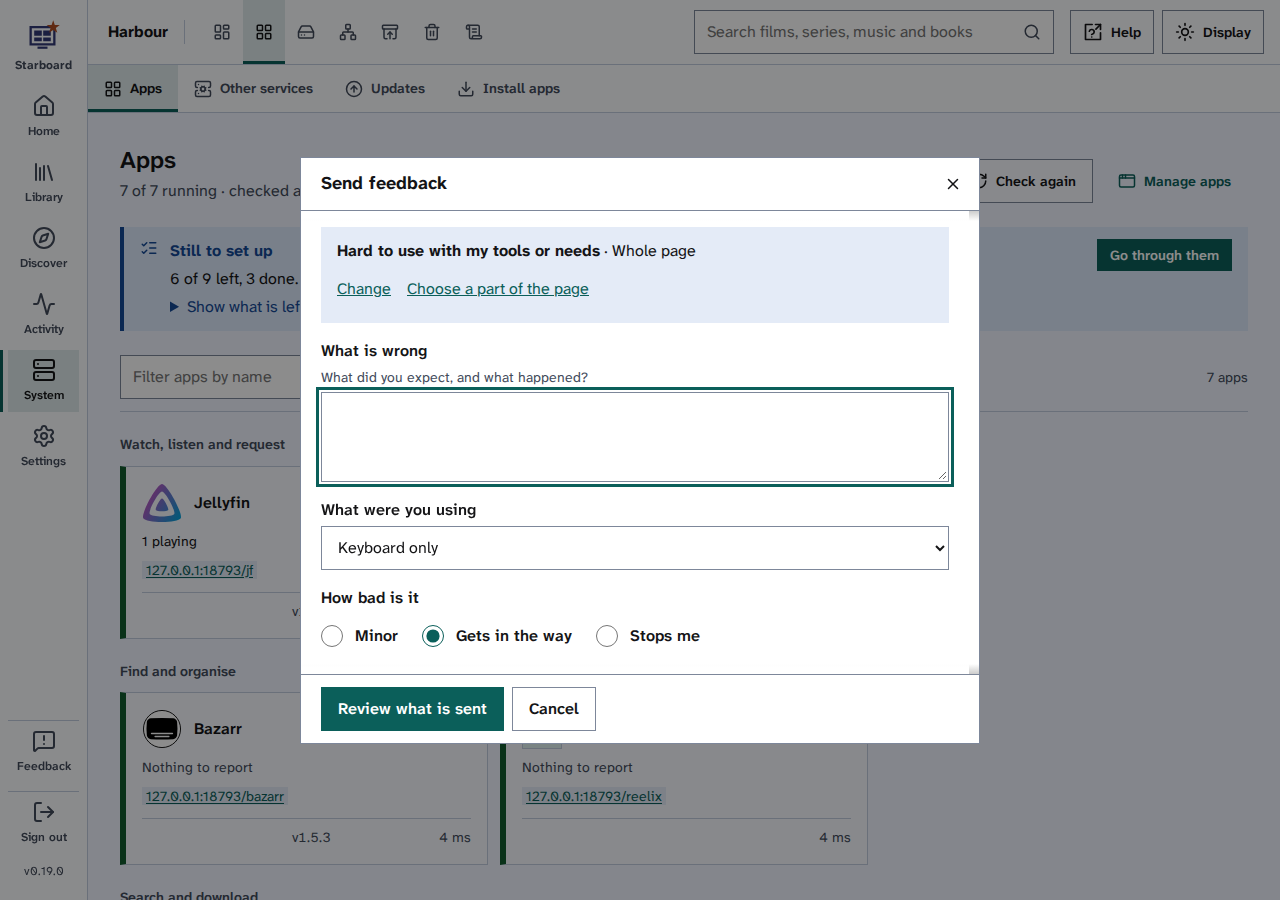 Starboard
Home
Library
Discover
Activity
System
Settings
Feedback
Sign out
v0.19.0
Harbour
Search films, series, music and books
Help
Display
Apps
Other services
Updates
Install apps
Apps
7 of 7 running · checked a
Check again
Manage apps
Still to set up
6 of 9 left, 3 done.
Show what is lef
Go through them
Filter apps by name
7 apps
Watch, listen and request
Jellyfin
1 playing
127.0.0.1:18793/jf
Find and organise
Bazarr
Nothing to report
127.0.0.1:18793/bazarr
v1.5.3
4 ms
Nothing to report
127.0.0.1:18793/reelix
4 ms
Search and download
Send feedback
Hard to use with my tools or needs · Whole page
Change
Choose a part of the page
What is wrong
What did you expect, and what happened?
What were you using
Keyboard only
How bad is it
Minor
Gets in the way
Stops me
Review what is sent
Cancel